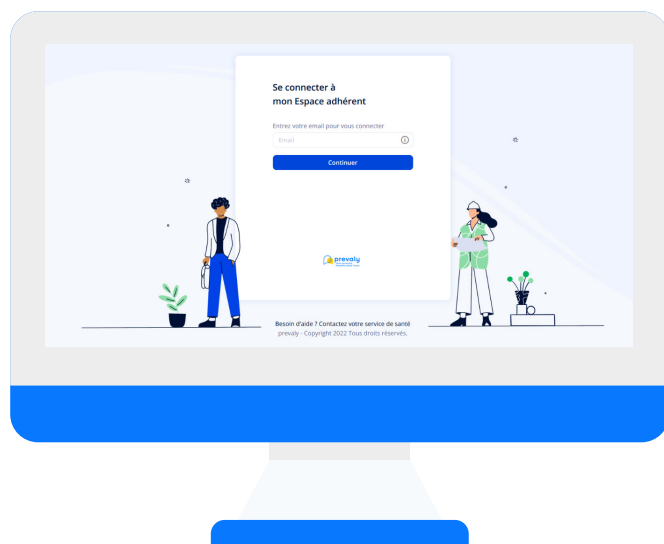 Se connecter à
mon Espace adhérent
Entrez votre email pour vous connecter
Email
Continuer
prevaly
Besoin d'aide ? Contactez votre service de santé
prevaly - Copyright 2022 Tous droits réservés.